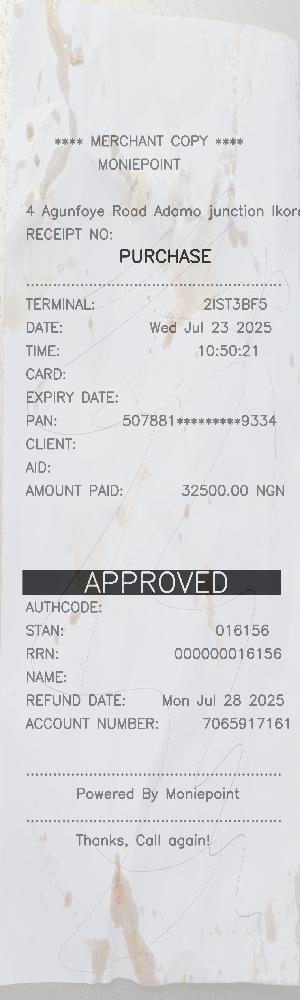 **** MERCHANT COPY ****
MONIEPOINT
4 Agunfoye Road Adamo junction Ikor
RECEIPT NO:
PURCHASE
TERMINAL: 2IST3BF5
DATE: Wed Jul 23 2025
TIME: 10:50:21
CARD:
EXPIRY DATE:
PAN: 507881*********9334
CLIENT:
AID:
AMOUNT PAID: 32500.00 NGN
APPROVED
AUTHCODE:
STAN: 016156
RRN: 000000016156
NAME:
REFUND DATE: Mon Jul 28 2025
ACCOUNT NUMBER: 7065917161
Powered By Moniepoint
Thanks, Call again!